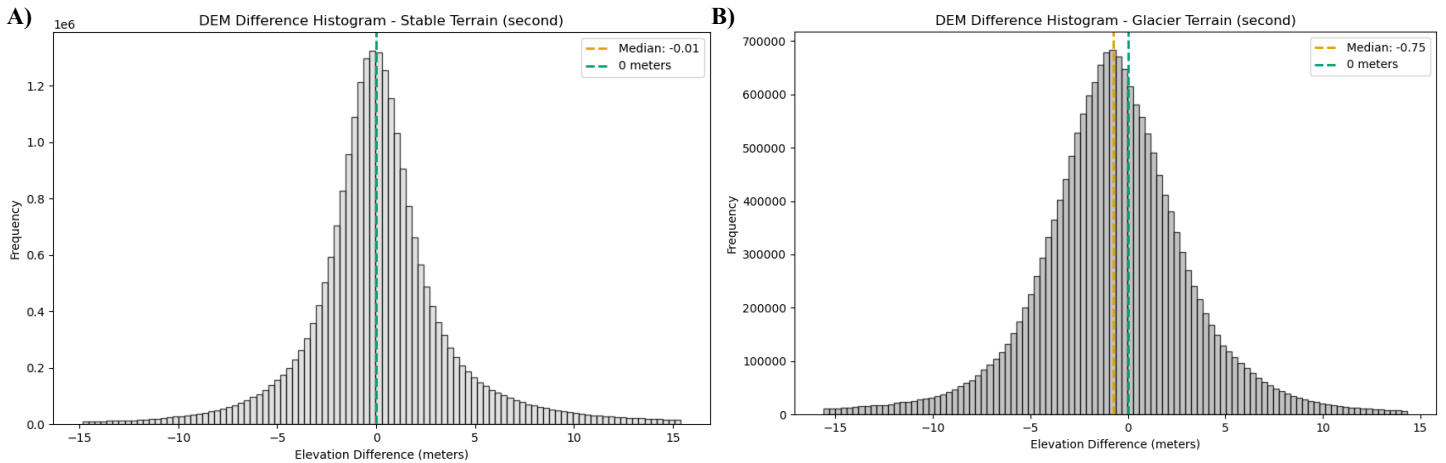 A)
DEM Difference Histogram - Stable Terrain (second)
1e6
Median: -0.01
0 meters
1.2
1.0
0.8
0.6
0.4
0.2
0.0
Frequency
−15
−10
−5
0
5
10
15
Elevation Difference (meters)
B)
DEM Difference Histogram - Glacier Terrain (second)
Median: -0.75
0 meters
700000
600000
500000
400000
300000
200000
100000
0
Frequency
−15
−10
−5
0
5
10
15
Elevation Difference (meters)